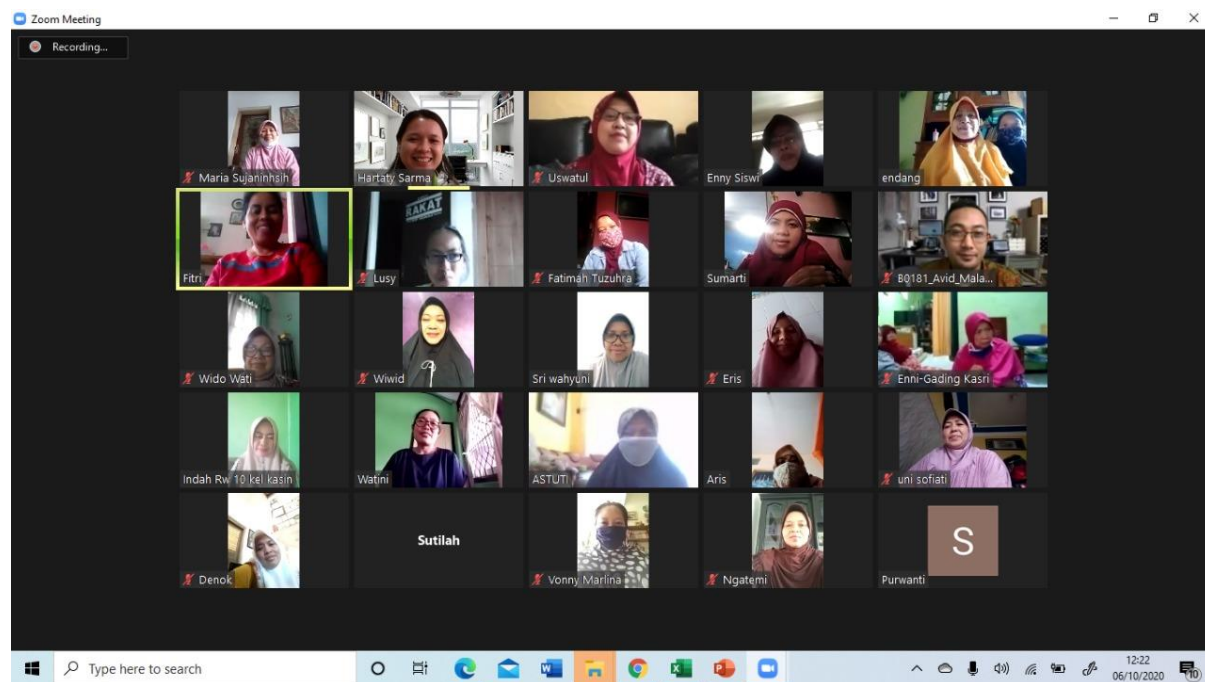 Zoom Meeting
Recording...
Maria Sujaninhsih
Hartaty Sarma
Uswatul
Enny Siswi
endang
Fitri
RAKAT
Lusy
Fatimah Tuzuhra
Sumarti
B0181_Avid_Mala...
Wido Wati
Wiwid
Sri wahyuni
Eris
Enni-Gading Kasri
Indah Rw 10 kel kasin
Watini
ASTUTI
Aris
uni sofiati
Denok
Sutilah
Vonny Marlina
Ngatemi
S
Purwanti
Type here to search
12:22
06/10/2020
10